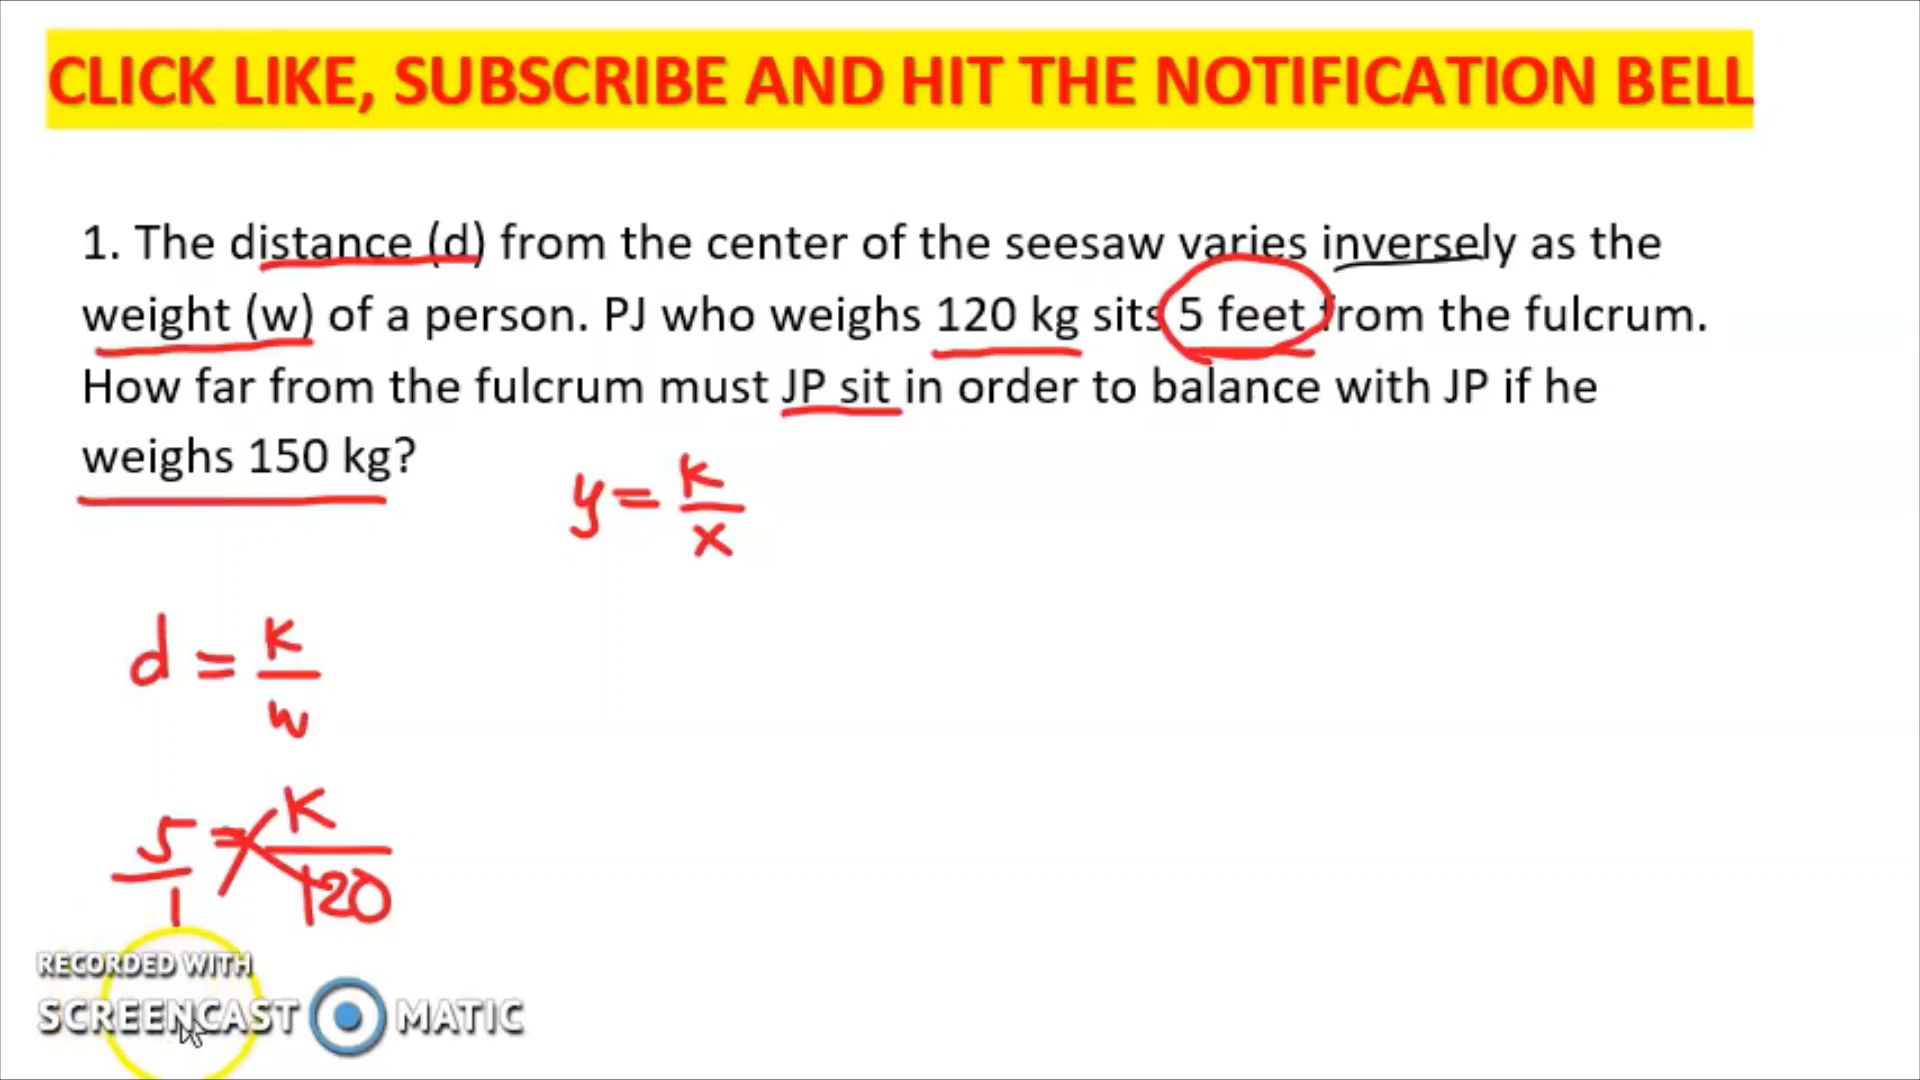 CLICK LIKE, SUBSCRIBE AND HIT THE NOTIFICATION BELL
1. The distance (d) from the center of the seesaw varies inversely as the
weight (w) of a person. PJ who weighs 120 kg sits 5 feet from the fulcrum.
How far from the fulcrum must JP sit in order to balance with JP if he
weighs 150 kg?
y = K/x
d = K/w
5/1 = K/120
RECORDED WITH
SCREENCAST MATIC